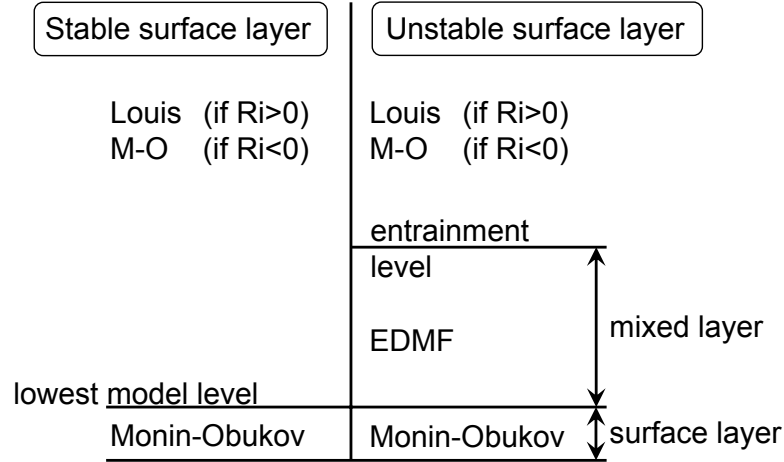 Stable surface layer
Unstable surface layer
Louis (if Ri>0)
M-O (if Ri<0)
Louis (if Ri>0)
M-O (if Ri<0)
entrainment
level
EDMF
mixed layer
lowest model level
Monin-Obukov
Monin-Obukov
surface layer